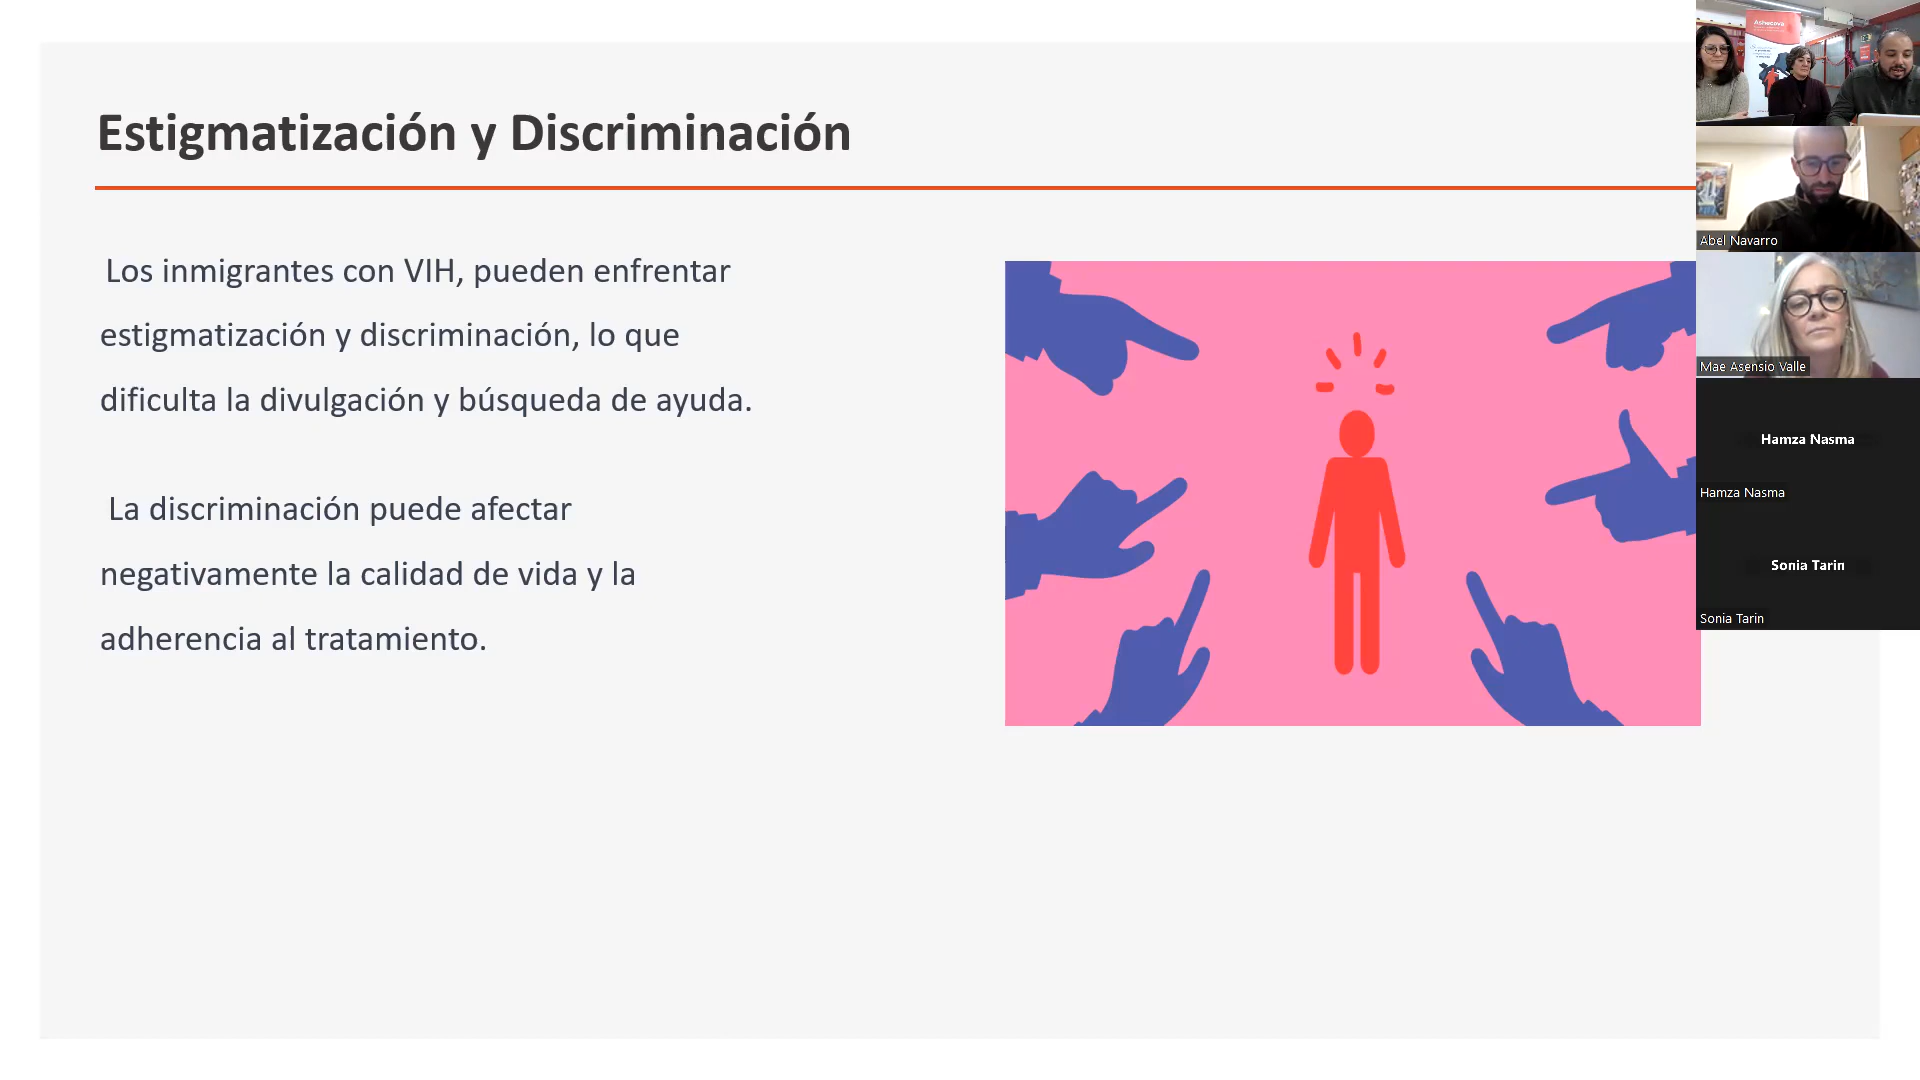 Estigmatización y Discriminación
Los inmigrantes con VIH, pueden enfrentar
estigmatización y discriminación, lo que
dificulta la divulgación y búsqueda de ayuda.
La discriminación puede afectar
negativamente la calidad de vida y la
adherencia al tratamiento.
Ashecova
Abel Navarro
Mae Asensio Valle
Hamza Nasma
Hamza Nasma
Sonia Tarin
Sonia Tarin